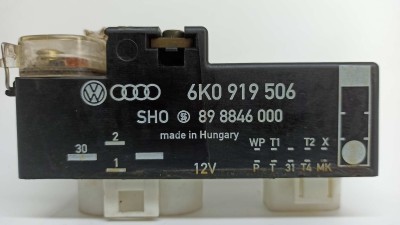 6K0 919 506
SHO 89 8846 000
made in Hungary
2
WP T1 T2 X
30
1
12V
P T 31 T4 MK